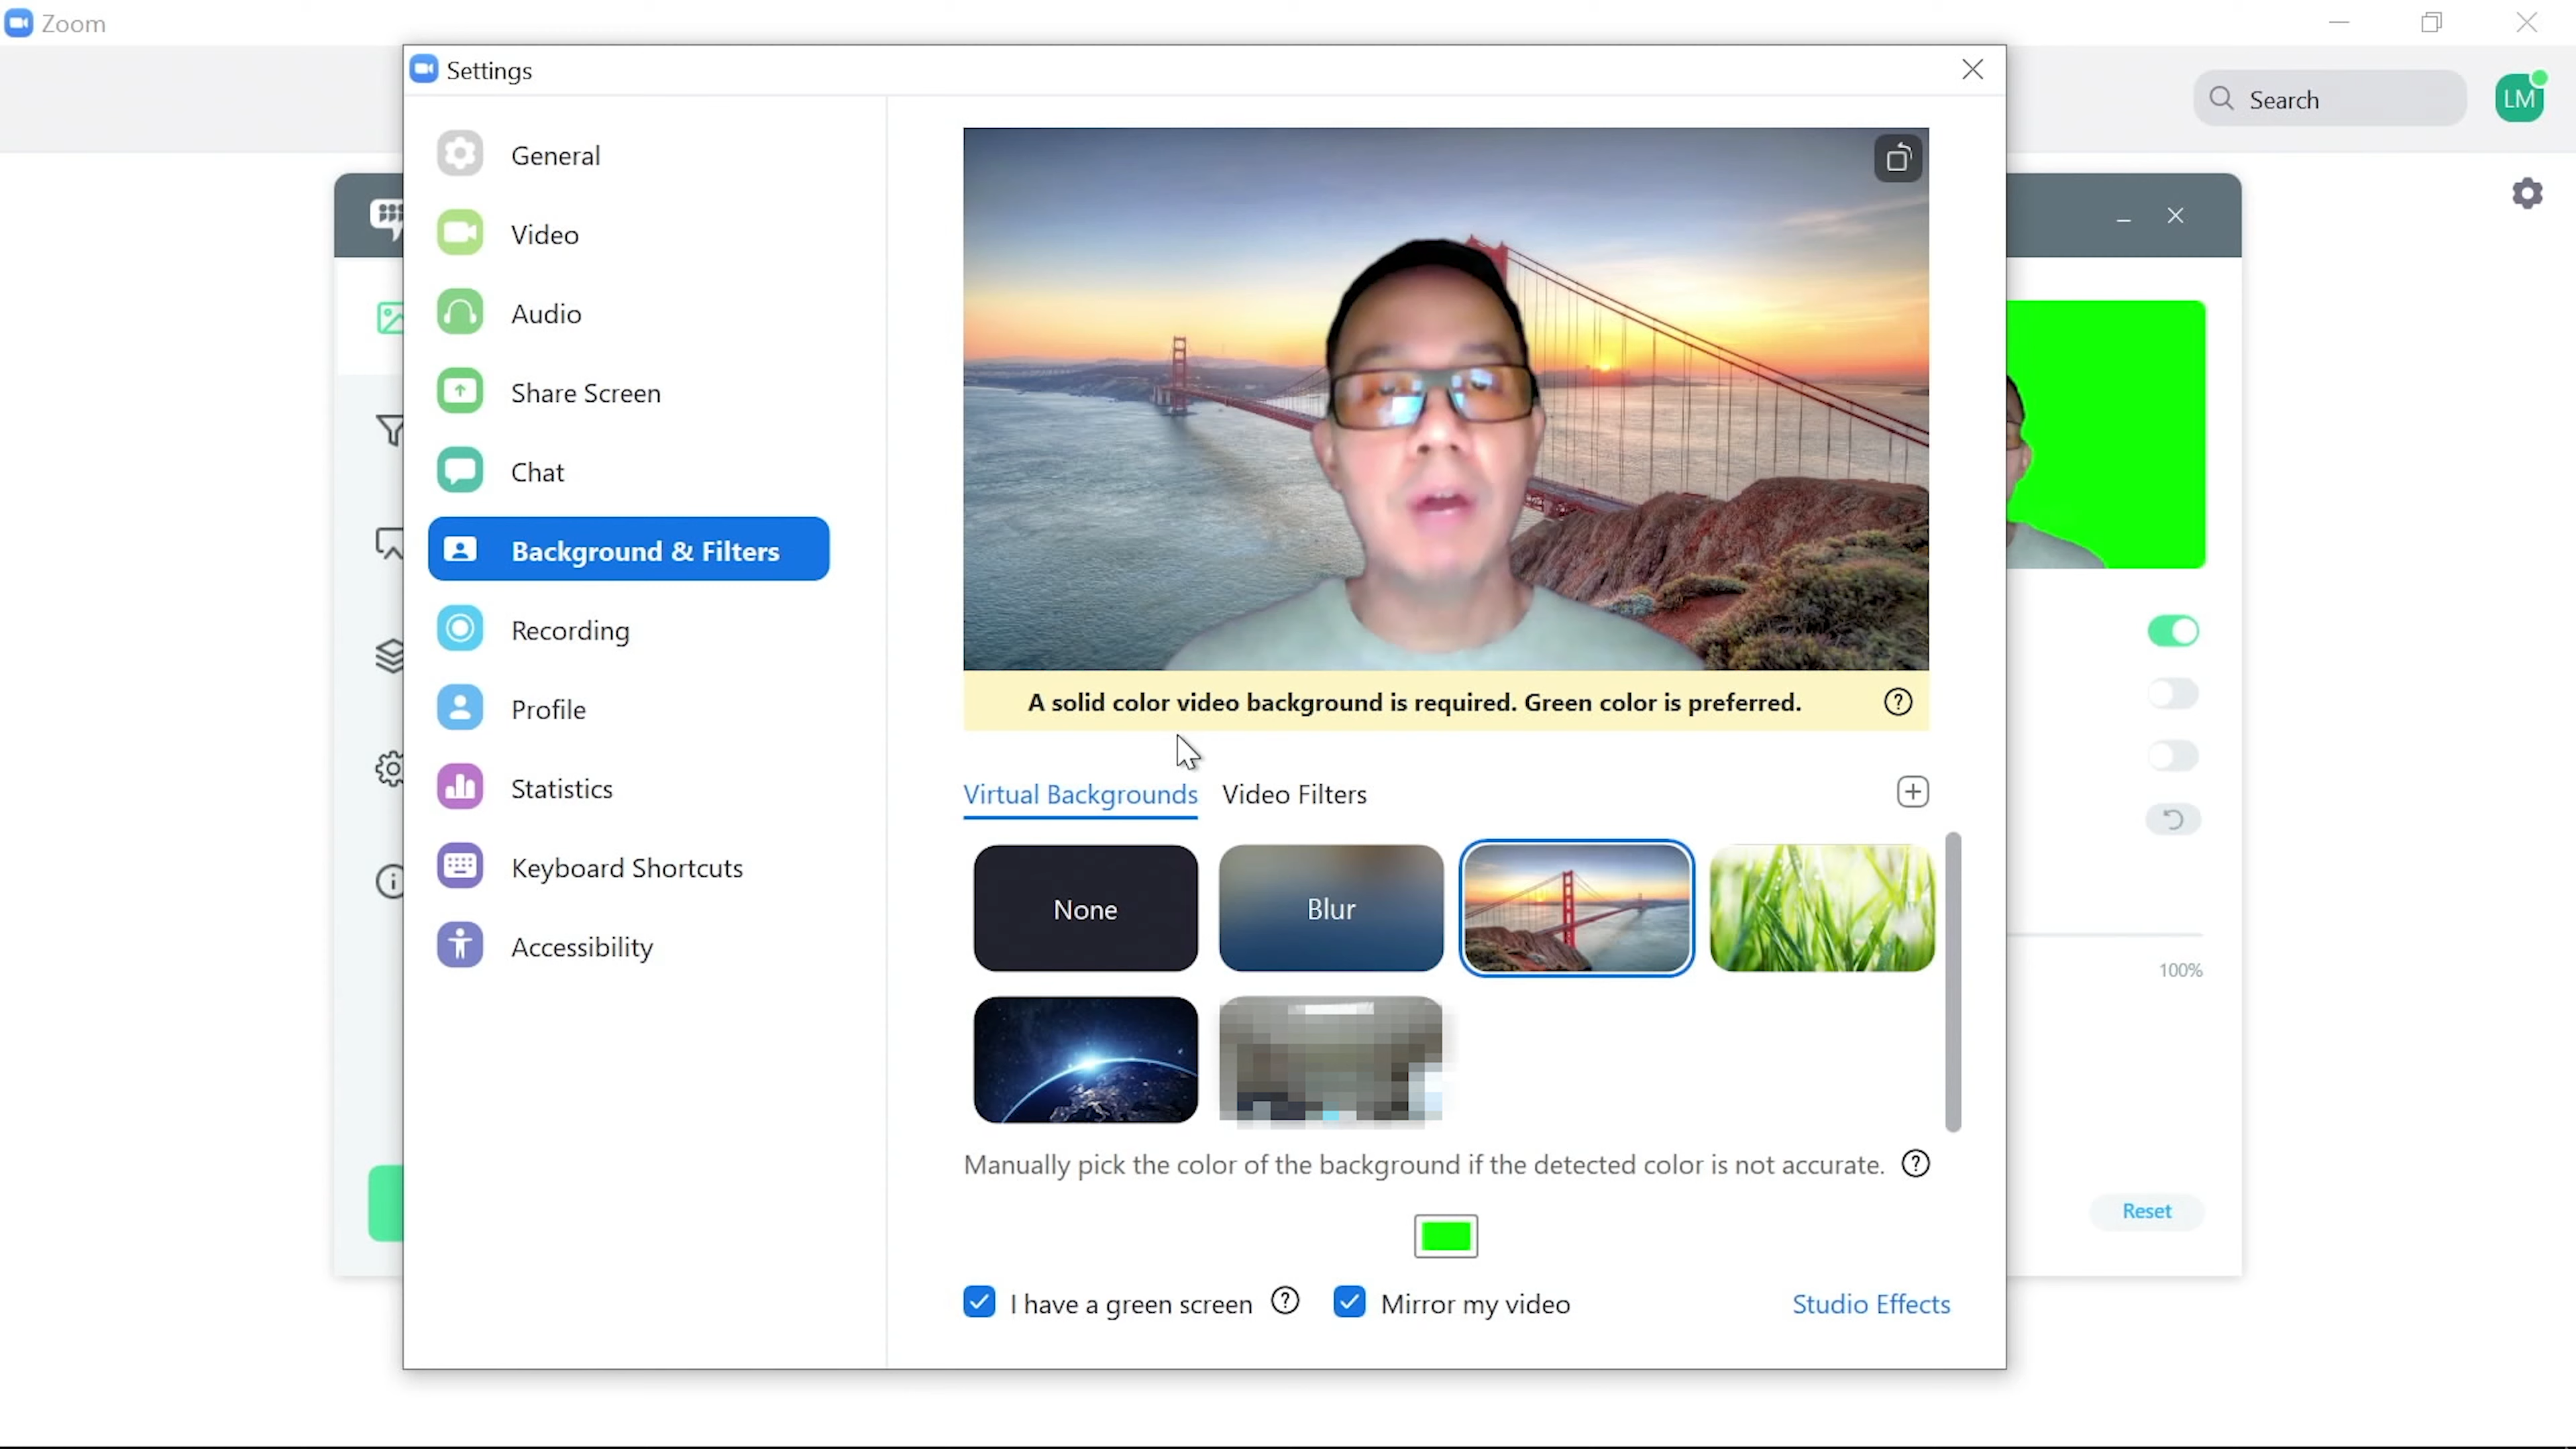 Zoom
Settings
Search
LM
General
Video
Audio
Share Screen
Chat
Background & Filters
Recording
Profile
Statistics
Keyboard Shortcuts
Accessibility
A solid color video background is required. Green color is preferred.
Virtual Backgrounds
Video Filters
None
Blur
Manually pick the color of the background if the detected color is not accurate.
I have a green screen
Mirror my video
Studio Effects
100%
Reset